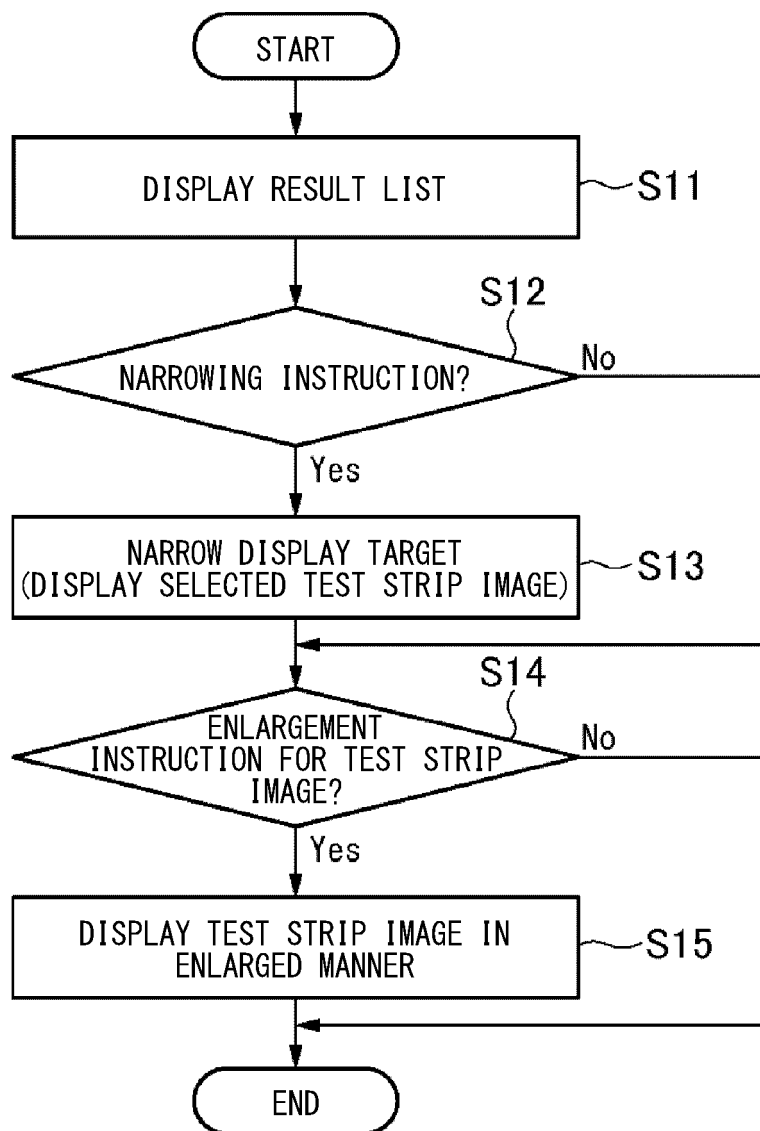 START
DISPLAY RESULT LIST
S11
S12
NARROWING INSTRUCTION?
No
Yes
NARROW DISPLAY TARGET
(DISPLAY SELECTED TEST STRIP IMAGE)
S13
S14
ENLARGEMENT
INSTRUCTION FOR TEST STRIP
IMAGE?
No
Yes
DISPLAY TEST STRIP IMAGE IN
ENLARGED MANNER
S15
END